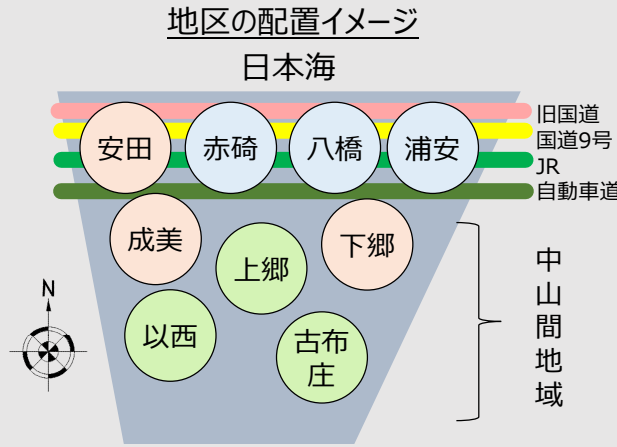 地区の配置イメージ
日本海
旧国道
国道9号
JR
自動車道
安田
赤碕
八橋
浦安
成美
上郷
下郷
以西
古布
庄
中山間地域
N